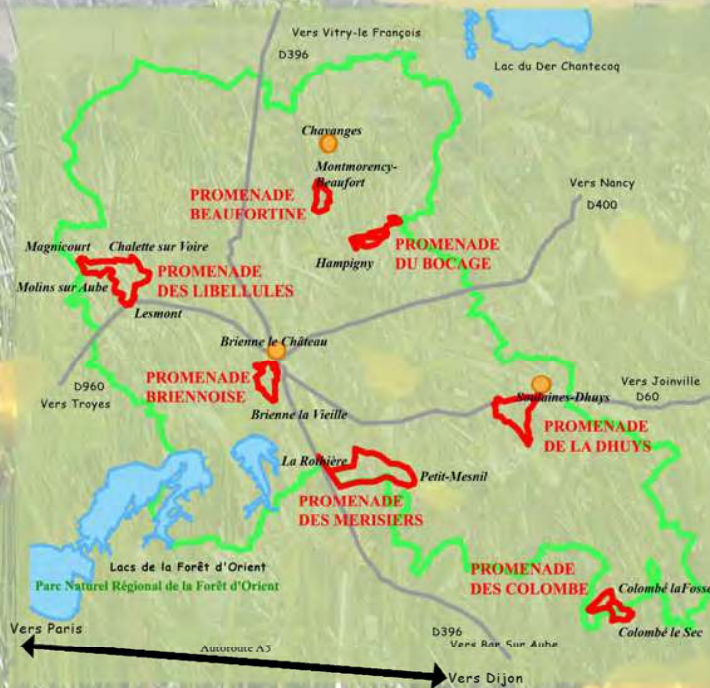 Vers Vitry-le François
D396
Lac du Der Chantecoq
Chavanges
Montmorency-
Beaufort
PROMENADE
BEAUFORTINE
Vers Nancy
D400
Magnicourt
Chalette sur Voire
PROMENADE
DU BOCAGE
Hampigny
PROMENADE
DES LIBELLULES
Molins sur Aube
Lesmont
Brienne le Château
D960
Vers Troyes
PROMENADE
BRIENNOISE
Brienne la Vieille
Soulaines-Dhuys
Vers Joinville
D60
PROMENADE
DE LA DHUYS
La Rothière
Petit-Mesnil
PROMENADE
DES MERISIERS
Lacs de la Forêt d'Orient
Parc Naturel Régional de la Forêt d'Orient
PROMENADE
DES COLOMBE
Colombé laFosse
Colombé le Sec
Vers Paris
Autoroute A5
D396
Vers Bar Sur Aube
Vers Dijon